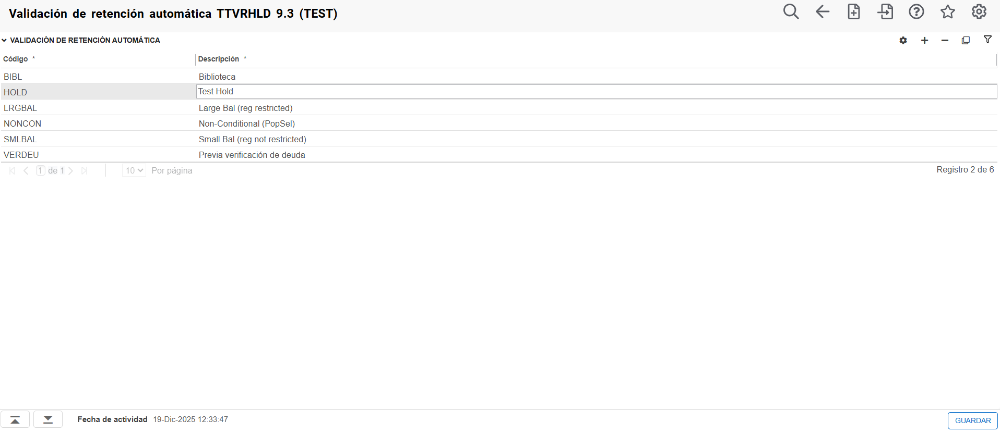 Validación de retención automática TTVRHLD 9.3 (TEST)
VALIDACIÓN DE RETENCIÓN AUTOMÁTICA
Código * Descripción *
BIBL Biblioteca
HOLD Test Hold
LRGBAL Large Bal (reg restricted)
NONCON Non-Conditional (PopSel)
SMLBAL Small Bal (reg not restricted)
VERDEU Previa verificación de deuda
1 de 1 10 Por página Registro 2 de 6
Fecha de actividad 19-Dic-2025 12:33:47 GUARDAR